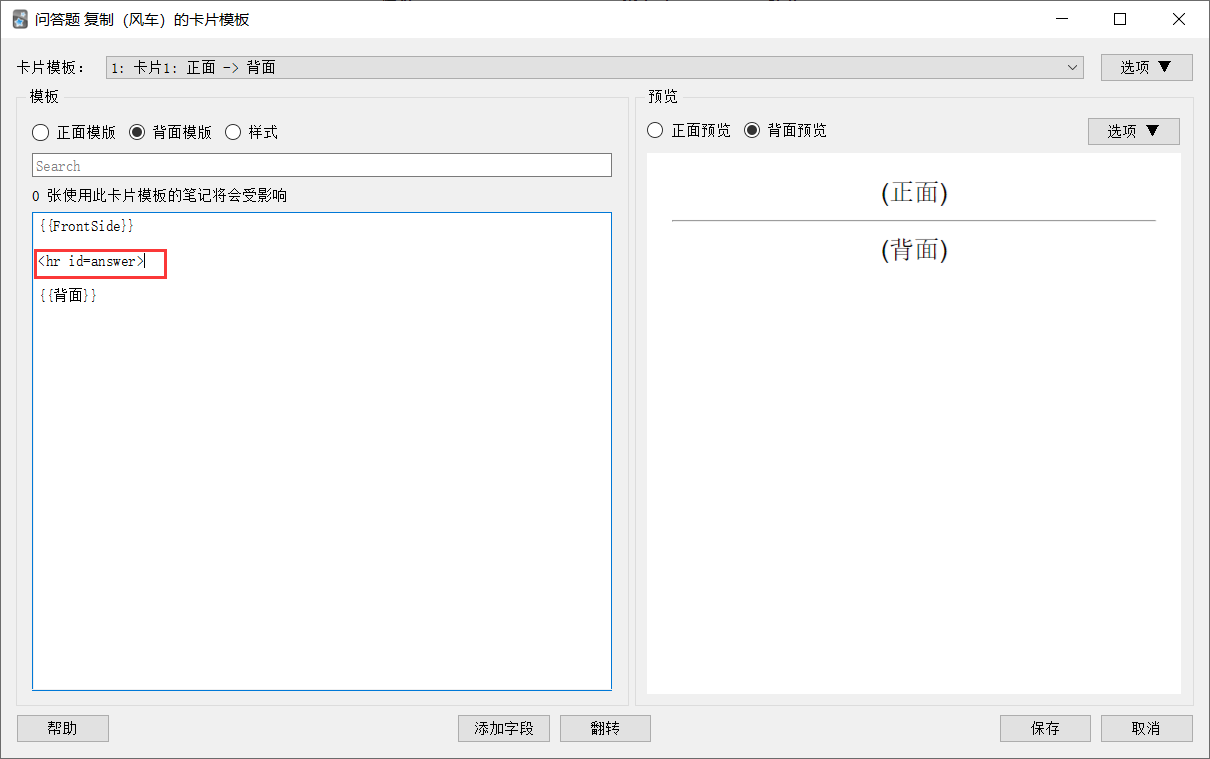 问答题 复制（风车）的卡片模板
卡片模板： 1: 卡片1: 正面 -> 背面 选项 ▼
模板
正面模版 背面模版 样式
Search
0 张使用此卡片模板的笔记将会受影响
{{FrontSide}}
<hr id=answer>
{{背面}}
预览
正面预览 背面预览 选项 ▼
(正面)
(背面)
帮助 添加字段 翻转 保存 取消